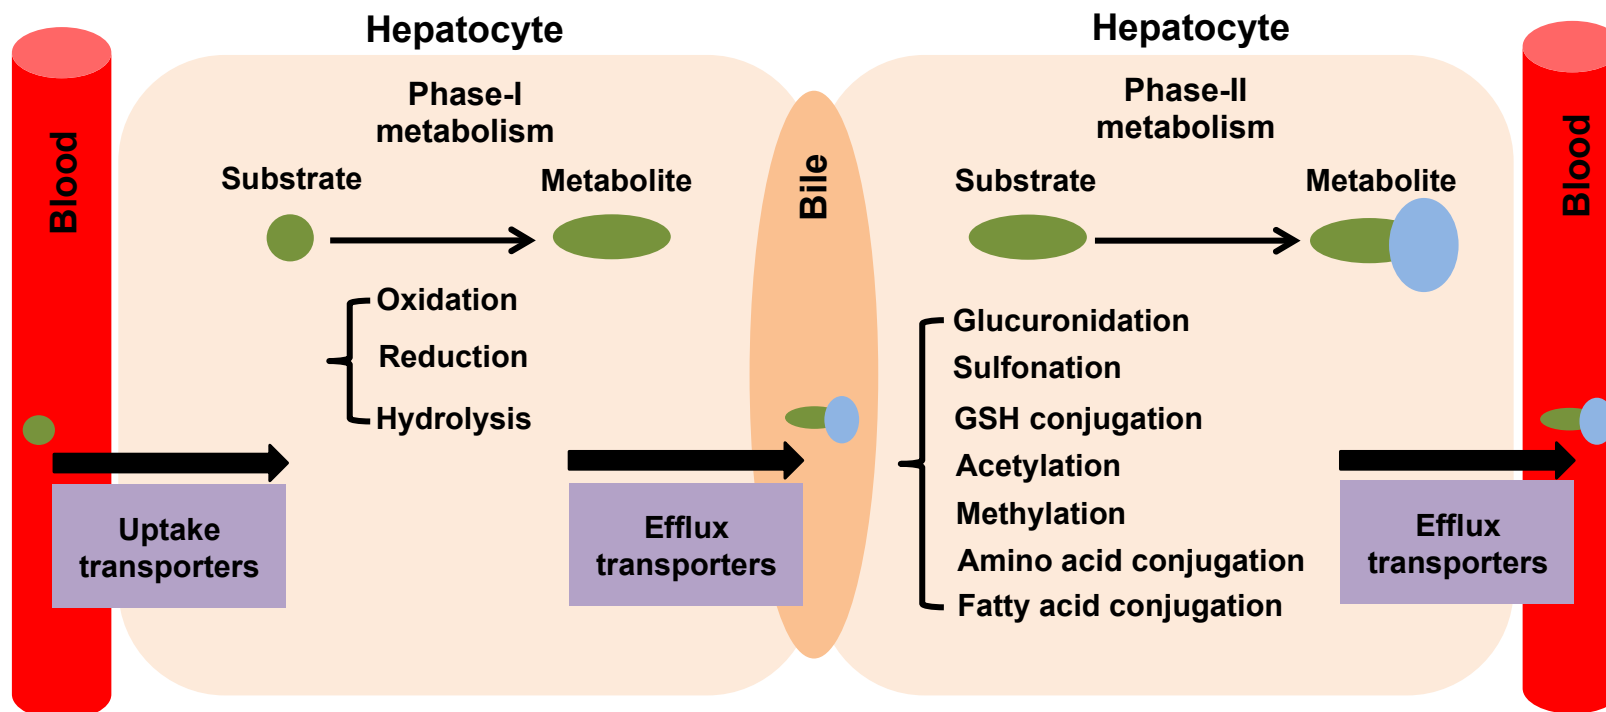 Hepatocyte
Hepatocyte
Blood
Phase-I
metabolism
Substrate
Metabolite
Oxidation
Reduction
Hydrolysis
Uptake
transporters
Efflux
transporters
Bile
Phase-II
metabolism
Substrate
Metabolite
Glucuronidation
Sulfonation
GSH conjugation
Acetylation
Methylation
Amino acid conjugation
Fatty acid conjugation
Efflux
transporters
Blood